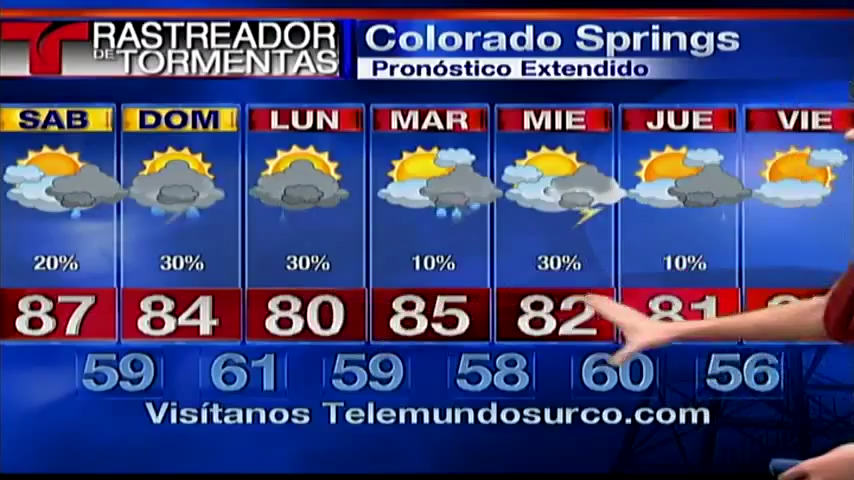 RASTREADOR
DE TORMENTAS
Colorado Springs
Pronóstico Extendido
SAB DOM LUN MAR MIE JUE VIE
20% 30% 30% 10% 30% 10%
87 84 80 85 82 81
59 61 59 58 60 56
Visítanos Telemundosurco.com